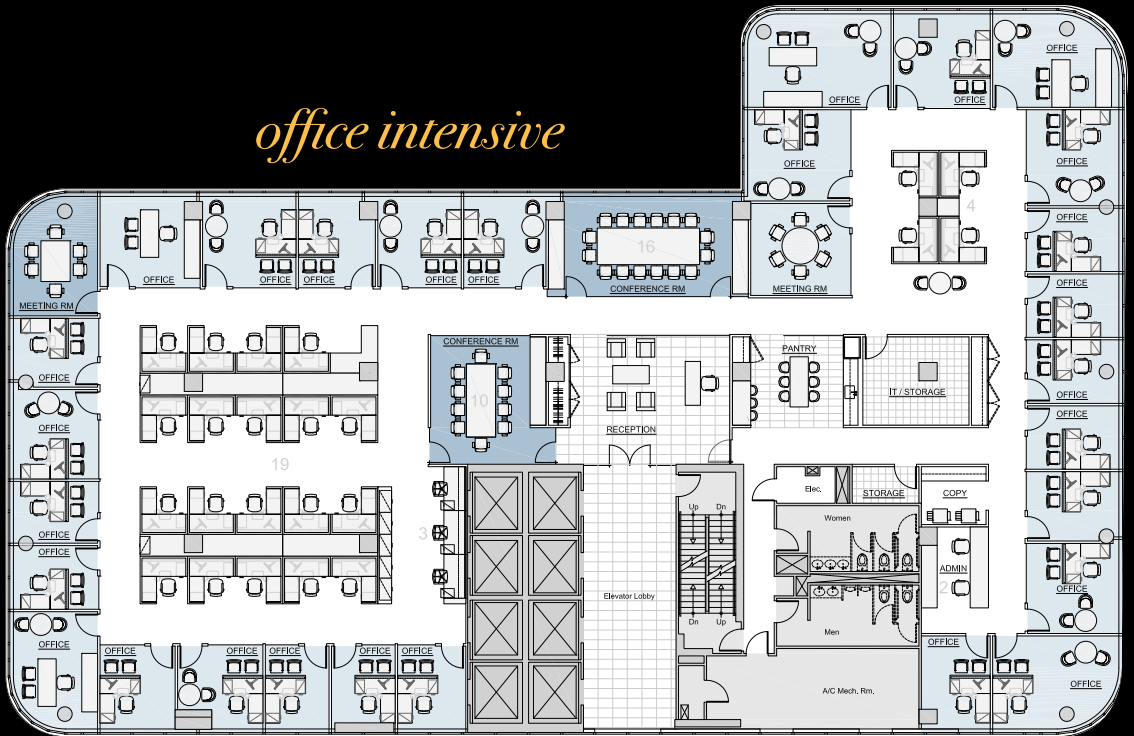 office intensive
OFFICE
OFFICE
OFFICE
OFFICE
OFFICE
4
OFFICE
16
OFFICE
OFFICE
OFFICE
OFFICE
OFFICE
CONFERENCE RM
MEETING RM
MEETING RM
OFFICE
CONFERENCE RM
PANTRY
OFFICE
OFFICE
IT / STORAGE
10
OFFICE
OFFICE
RECEPTION
OFFICE
19
Elec.
STORAGE
COPY
Up
Dn
Women
3
OFFICE
OFFICE
OFFICE
ADMIN
2
Elevator Lobby
OFFICE
Dn
Up
Men
OFFICE
OFFICE
OFFICE
OFFICE
OFFICE
OFFICE
OFFICE
OFFICE
A/C Mech. Rm.